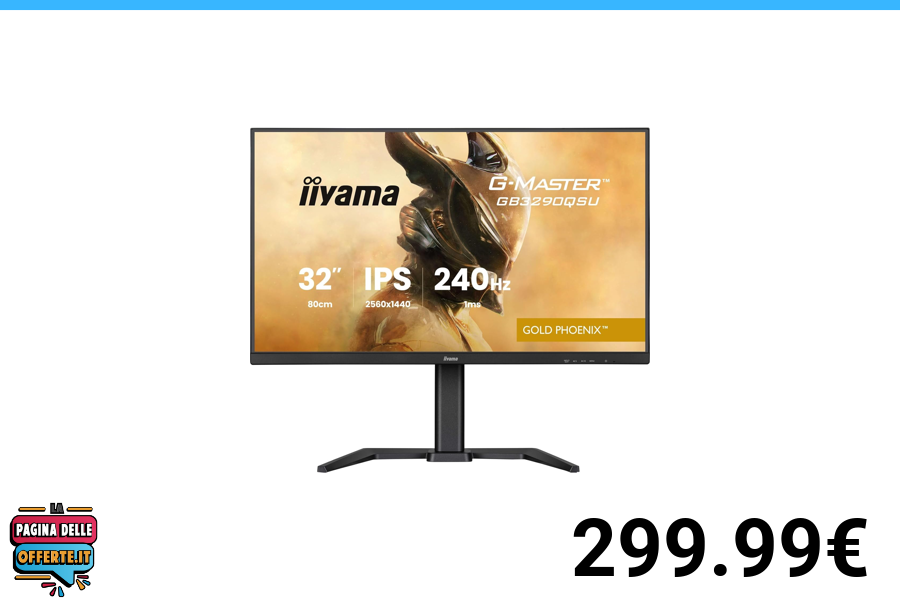 iiyama
G-MASTER™
GB3290QSU
32” IPS 240Hz
80cm 2560x1440 1ms
GOLD PHOENIX™
iiyama
LA
PAGINA DELLE
OFFERTE.IT
299.99€